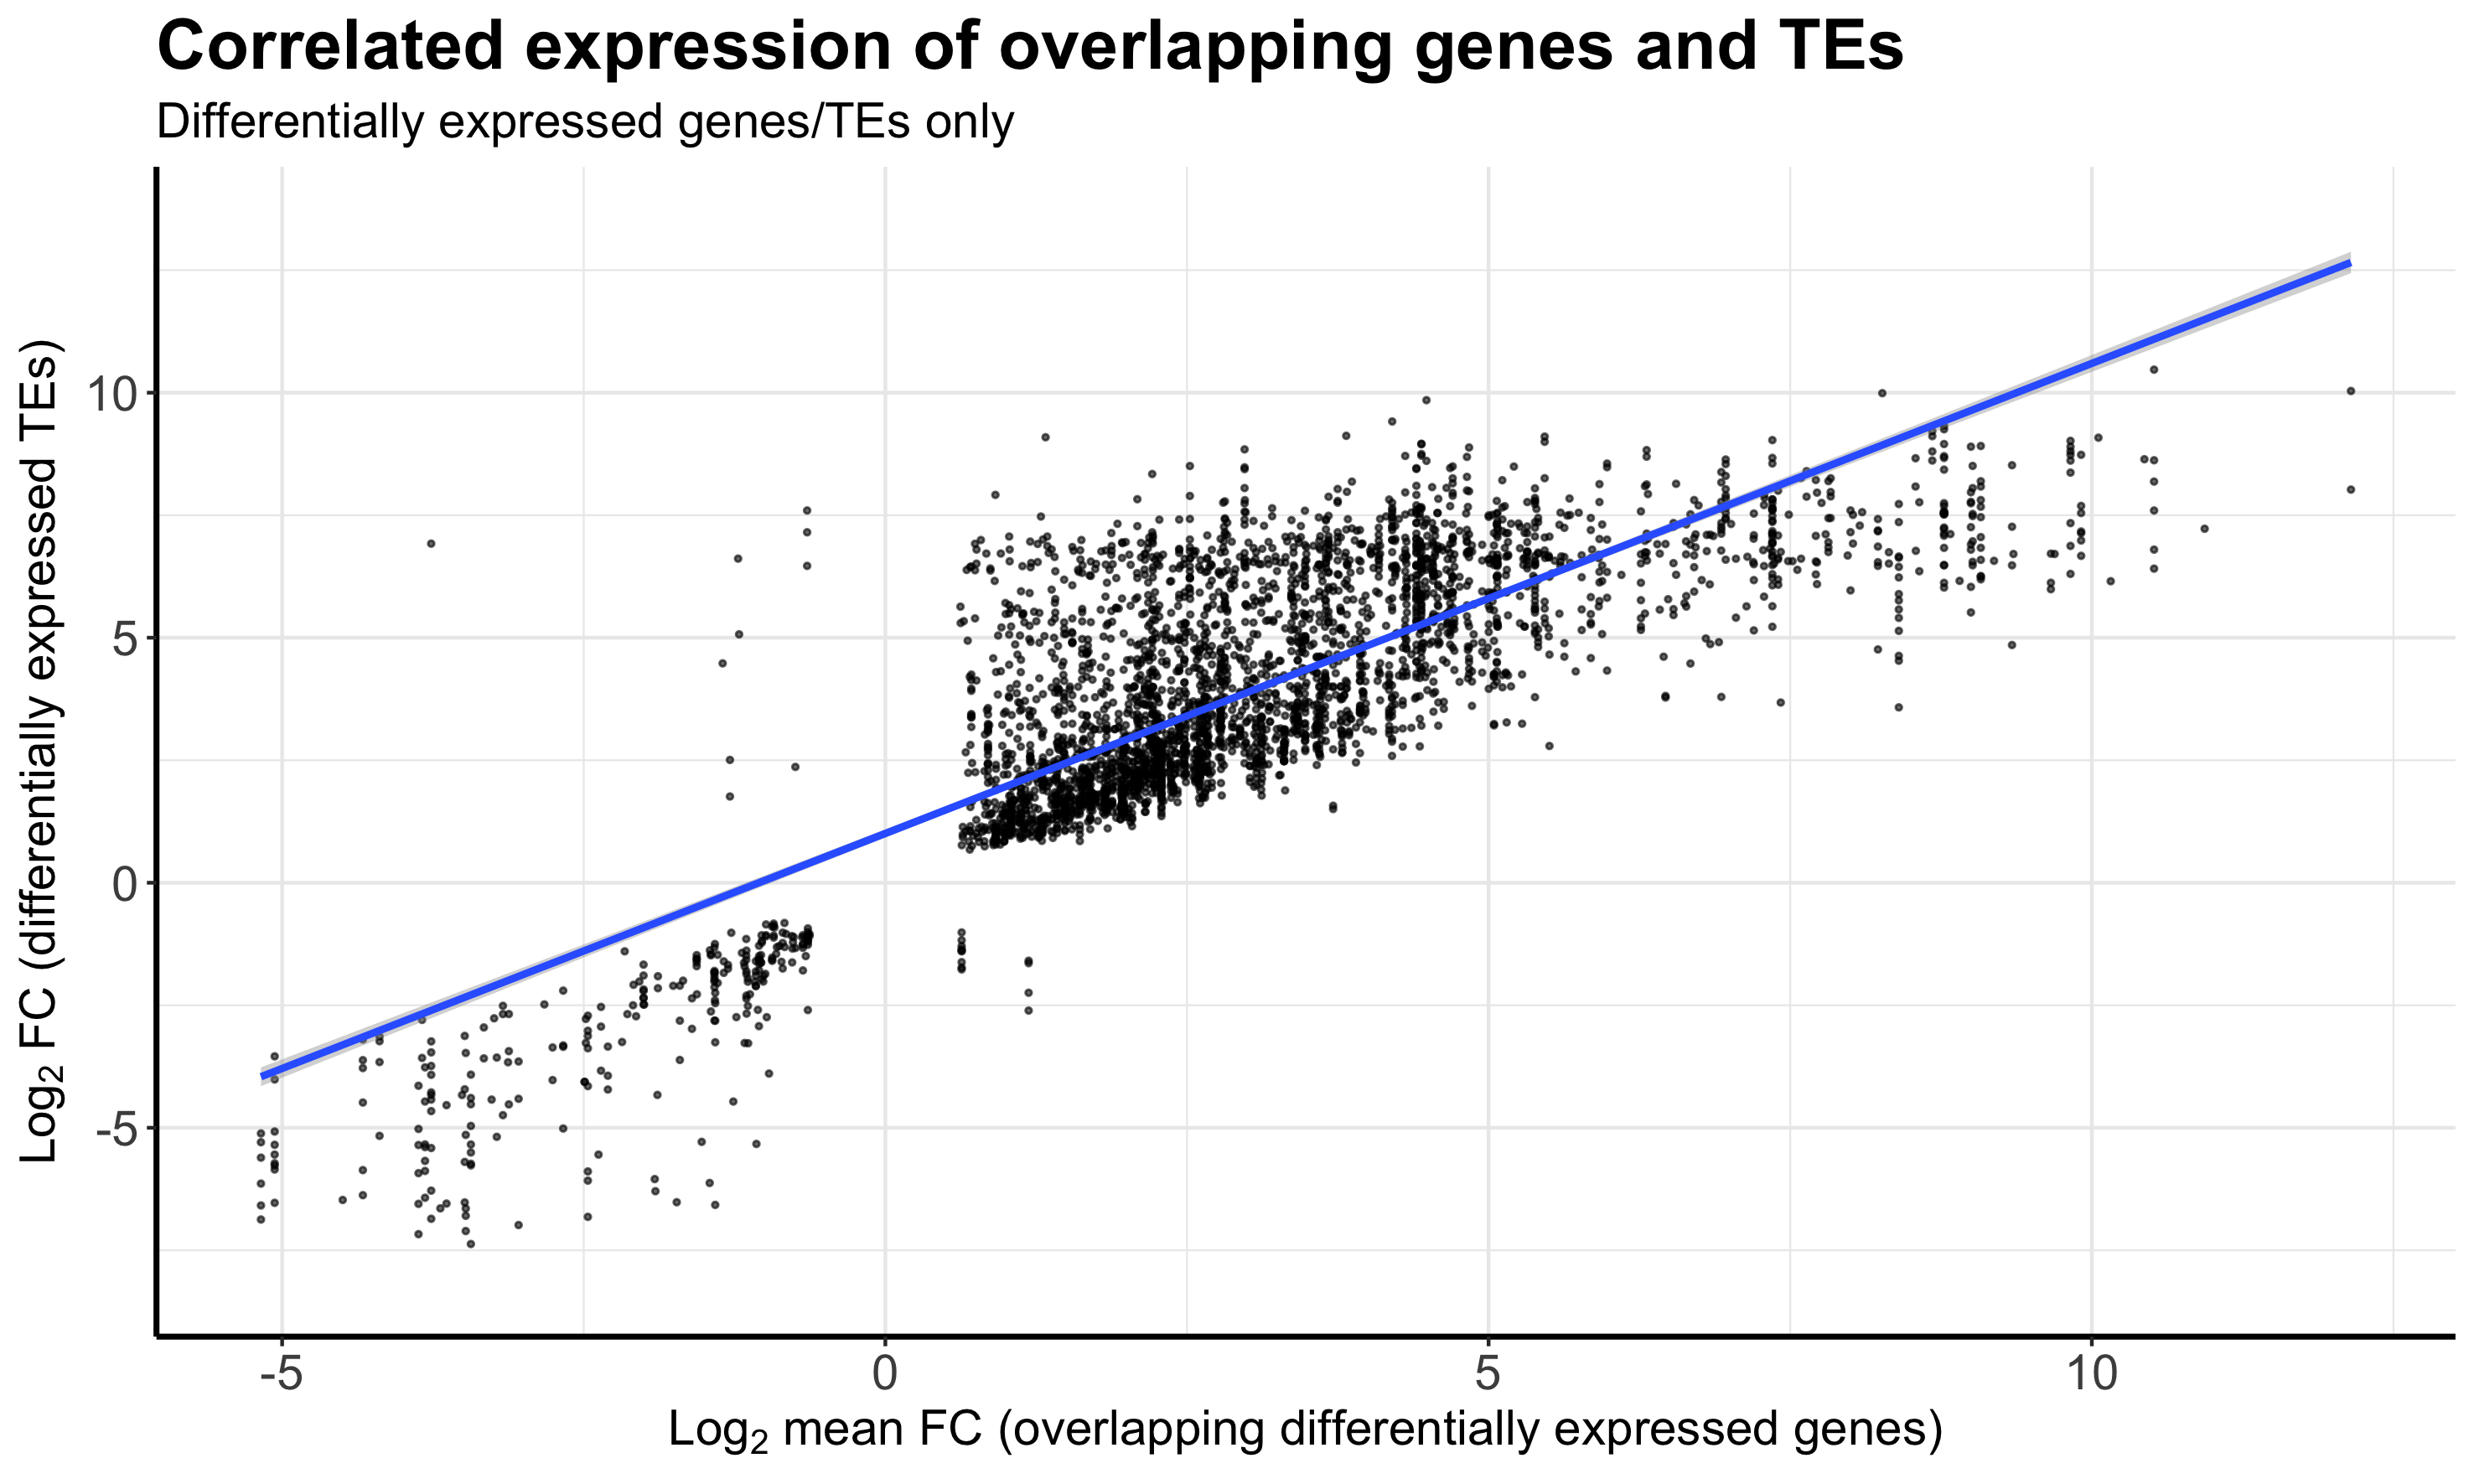 Correlated expression of overlapping genes and TEs
Differentially expressed genes/TEs only
Log₂ FC (differentially expressed TEs)
10
5
0
-5
-5 0 5 10
Log₂ mean FC (overlapping differentially expressed genes)